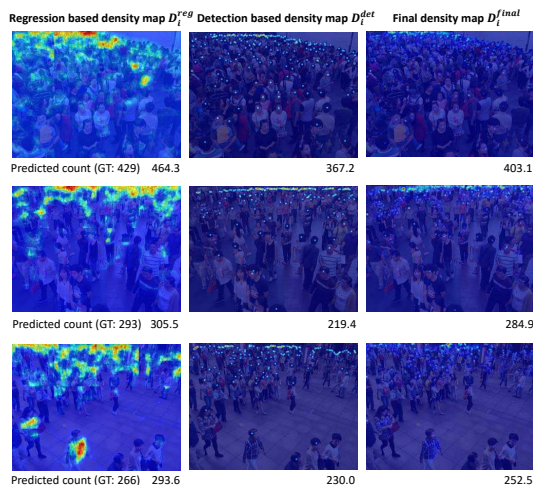 Regression based density map D_i^reg Detection based density map D_i^det Final density map D_i^final
Predicted count (GT: 429) 464.3 367.2 403.1
Predicted count (GT: 293) 305.5 219.4 284.9
Predicted count (GT: 266) 293.6 230.0 252.5